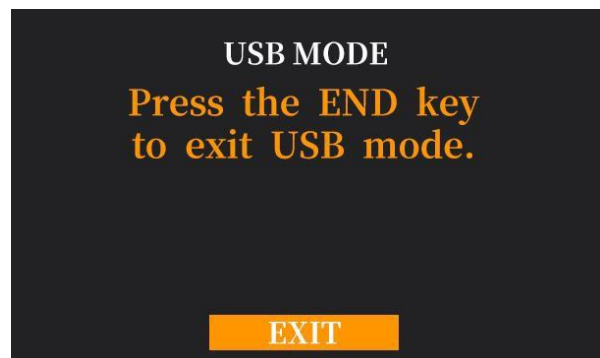 USB MODE
Press the END key
to exit USB mode.
EXIT